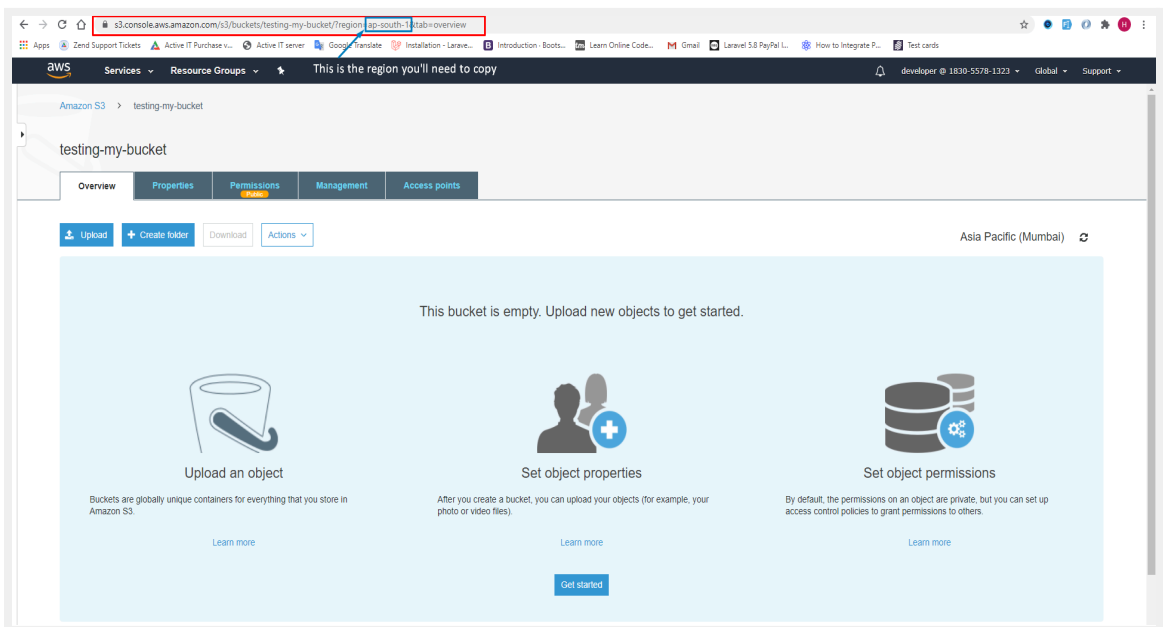 s3.console.aws.amazon.com/s3/buckets/testing-my-bucket/?region=ap-south-1&tab=overview
H
Apps Zend Support Tickets Active IT Purchase v... Active IT server Google Translate Installation - Larave... B Introduction - Boots... Learn Online Code... Gmail Laravel 5.8 PayPal I... How to Integrate P... Test cards
aws Services Resource Groups This is the region you'll need to copy developer @ 1830-5578-1323 Global Support
Amazon S3 > testing-my-bucket
testing-my-bucket
Overview Properties Permissions Management Access points
Public
Upload + Create folder Download Actions Asia Pacific (Mumbai)
This bucket is empty. Upload new objects to get started.
Upload an object
Buckets are globally unique containers for everything that you store in
Amazon S3.
Learn more
Set object properties
After you create a bucket, you can upload your objects (for example, your
photo or video files).
Learn more
Set object permissions
By default, the permissions on an object are private, but you can set up
access control policies to grant permissions to others.
Learn more
Get started